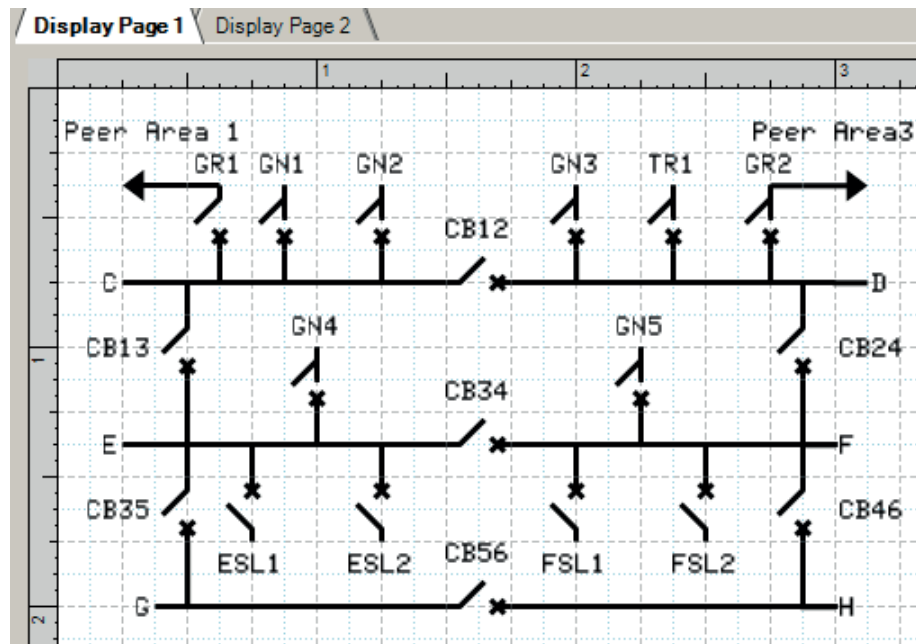 Display Page 1 Display Page 2
1 2 3
Peer Area 1 Peer Area3
GR1 GN1 GN2 GN3 TR1 GR2
CB12
C D
GN4 GN5
1 CB13 CB24
CB34
E F
CB35 CB46
ESL1 ESL2 CB56 FSL1 FSL2
G H
2